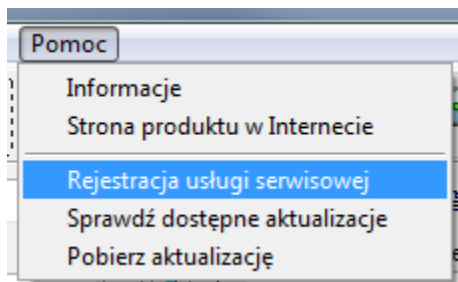 Pomoc
Informacje
Strona produktu w Internecie
Rejestracja usługi serwisowej
Sprawdź dostępne aktualizacje
Pobierz aktualizację